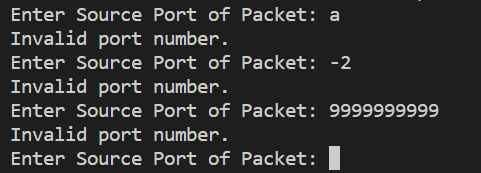 Enter Source Port of Packet: a
Invalid port number.
Enter Source Port of Packet: -2
Invalid port number.
Enter Source Port of Packet: 9999999999
Invalid port number.
Enter Source Port of Packet: